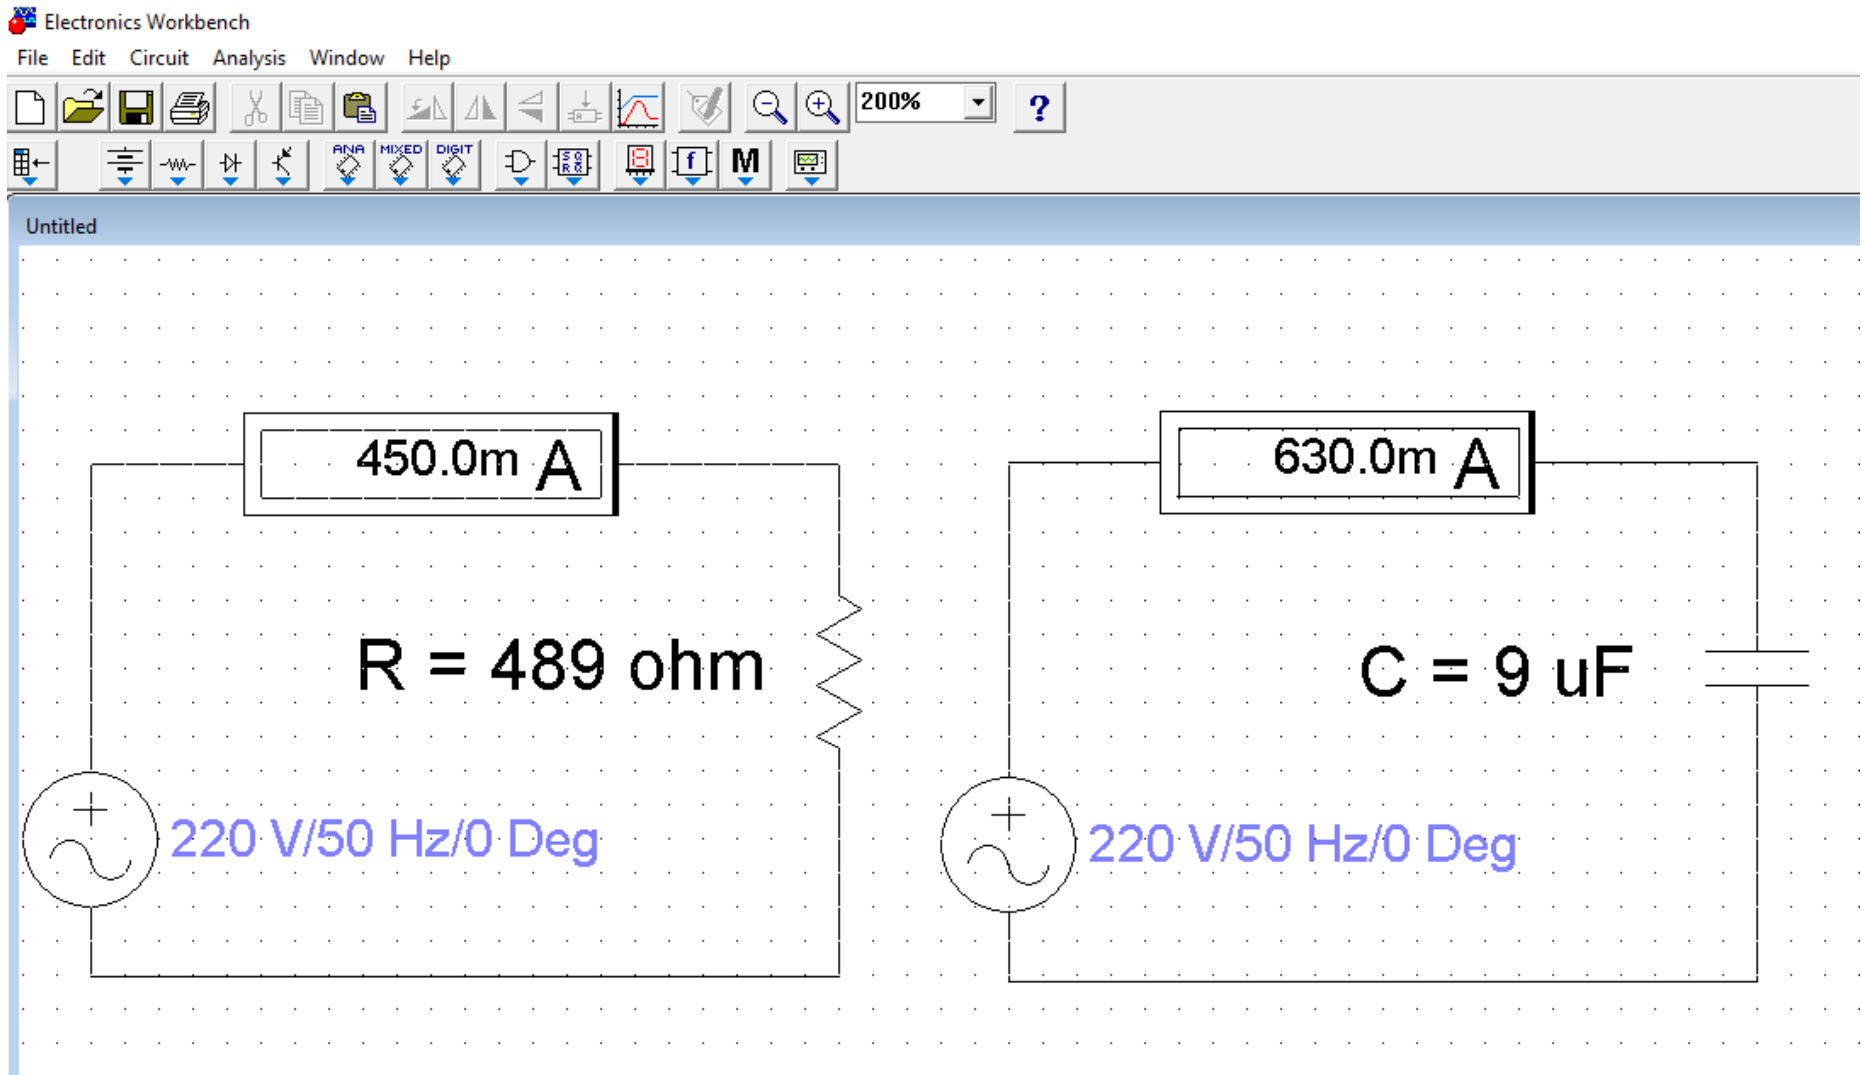 Electronics Workbench
File Edit Circuit Analysis Window Help
200% ?
ANA MIXED DIGIT f M
Untitled
450.0m A
630.0m A
R = 489 ohm
C = 9 uF
220 V/50 Hz/0 Deg
220 V/50 Hz/0 Deg